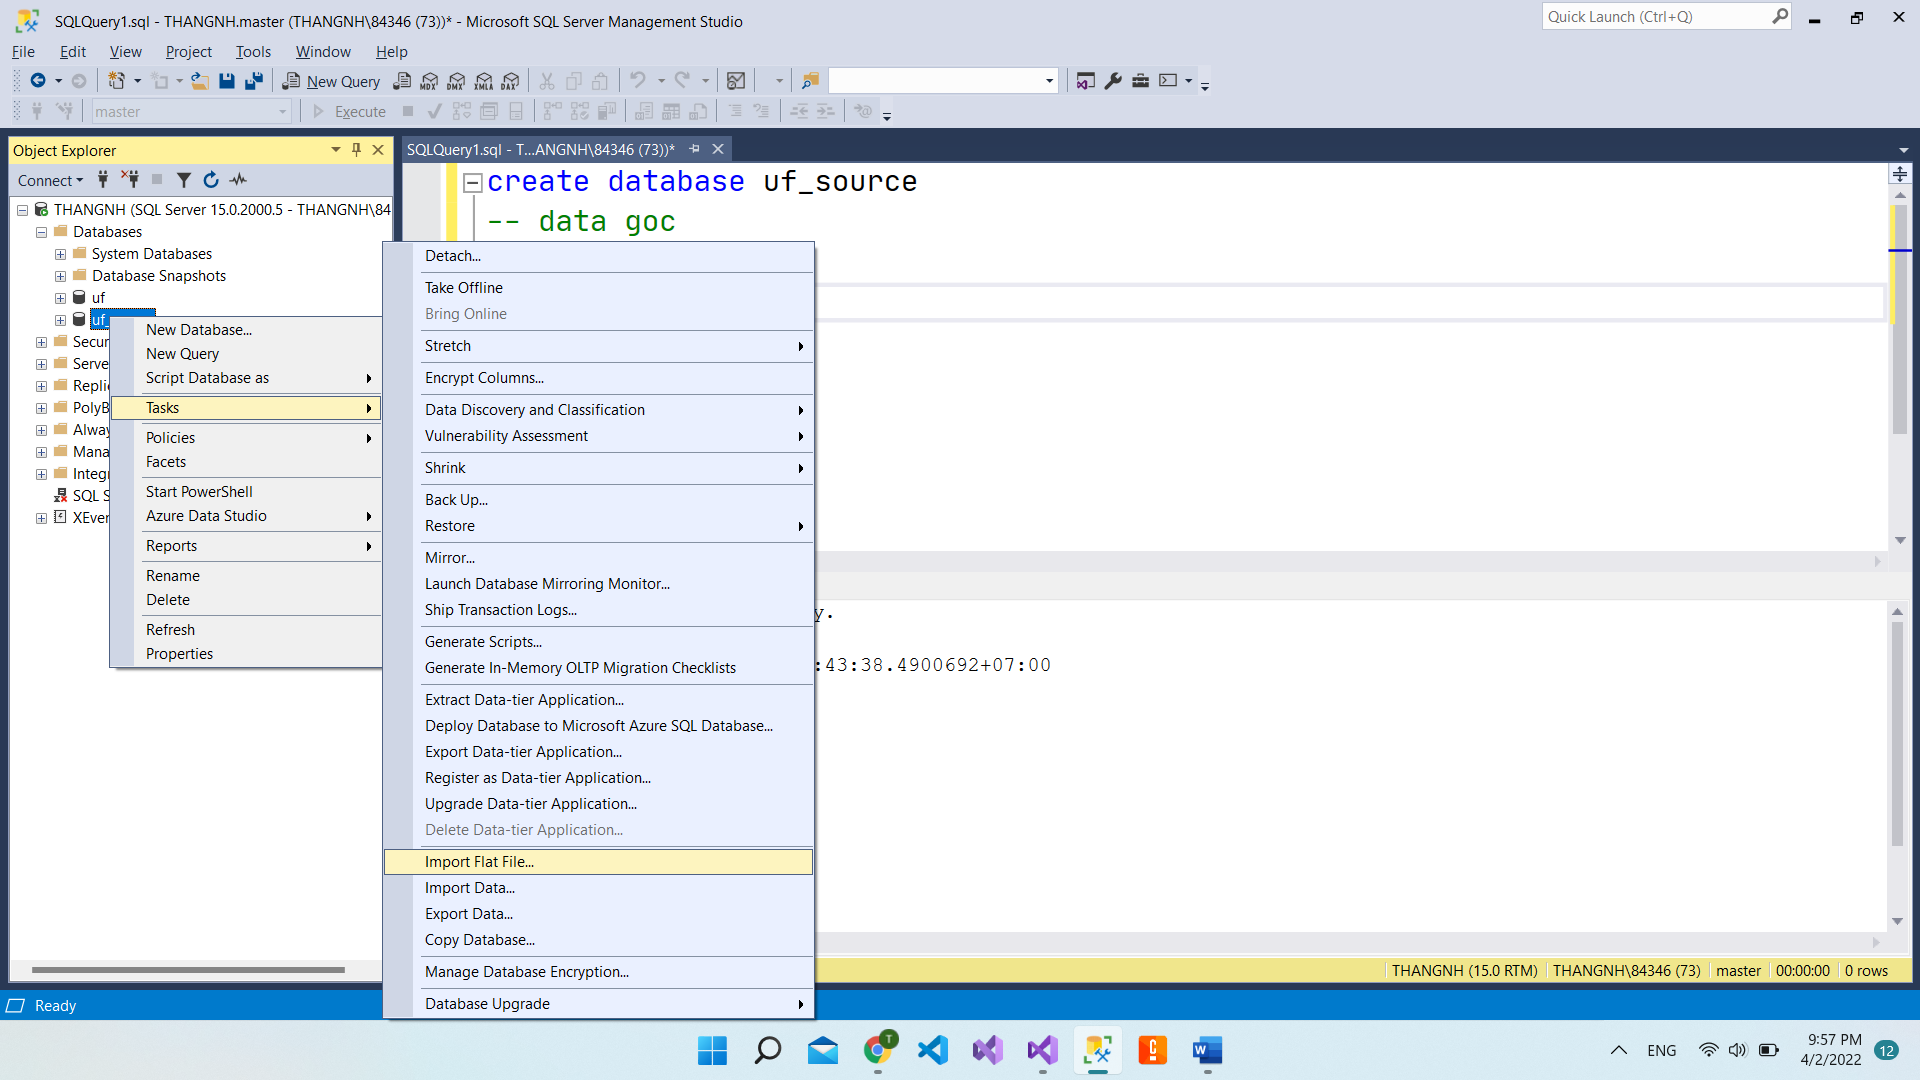 SQLQuery1.sql - THANGNH.master (THANGNH\84346 (73))* - Microsoft SQL Server Management Studio
Quick Launch (Ctrl+Q)
File Edit View Project Tools Window Help
New Query MDX DMX XMLA DAX
master Execute
Object Explorer
SQLQuery1.sql - T...ANGNH\84346 (73))*
Connect
THANGNH (SQL Server 15.0.2000.5 - THANGNH\84
Databases
System Databases
Database Snapshots
uf
uf_
Secur
Serve
Replic
PolyB
Alway
Mana
Integr
SQL S
XEver
create database uf_source
-- data goc
New Database...
New Query
Script Database as
Tasks
Policies
Facets
Start PowerShell
Azure Data Studio
Reports
Rename
Delete
Refresh
Properties
Detach...
Take Offline
Bring Online
Stretch
Encrypt Columns...
Data Discovery and Classification
Vulnerability Assessment
Shrink
Back Up...
Restore
Mirror...
Launch Database Mirroring Monitor...
Ship Transaction Logs...
Generate Scripts...
Generate In-Memory OLTP Migration Checklists
Extract Data-tier Application...
Deploy Database to Microsoft Azure SQL Database...
Export Data-tier Application...
Register as Data-tier Application...
Upgrade Data-tier Application...
Delete Data-tier Application...
Import Flat File...
Import Data...
Export Data...
Copy Database...
Manage Database Encryption...
Database Upgrade
y.
:43:38.4900692+07:00
THANGNH (15.0 RTM) THANGNH\84346 (73) master 00:00:00 0 rows
Ready
T
ENG
9:57 PM
4/2/2022
12